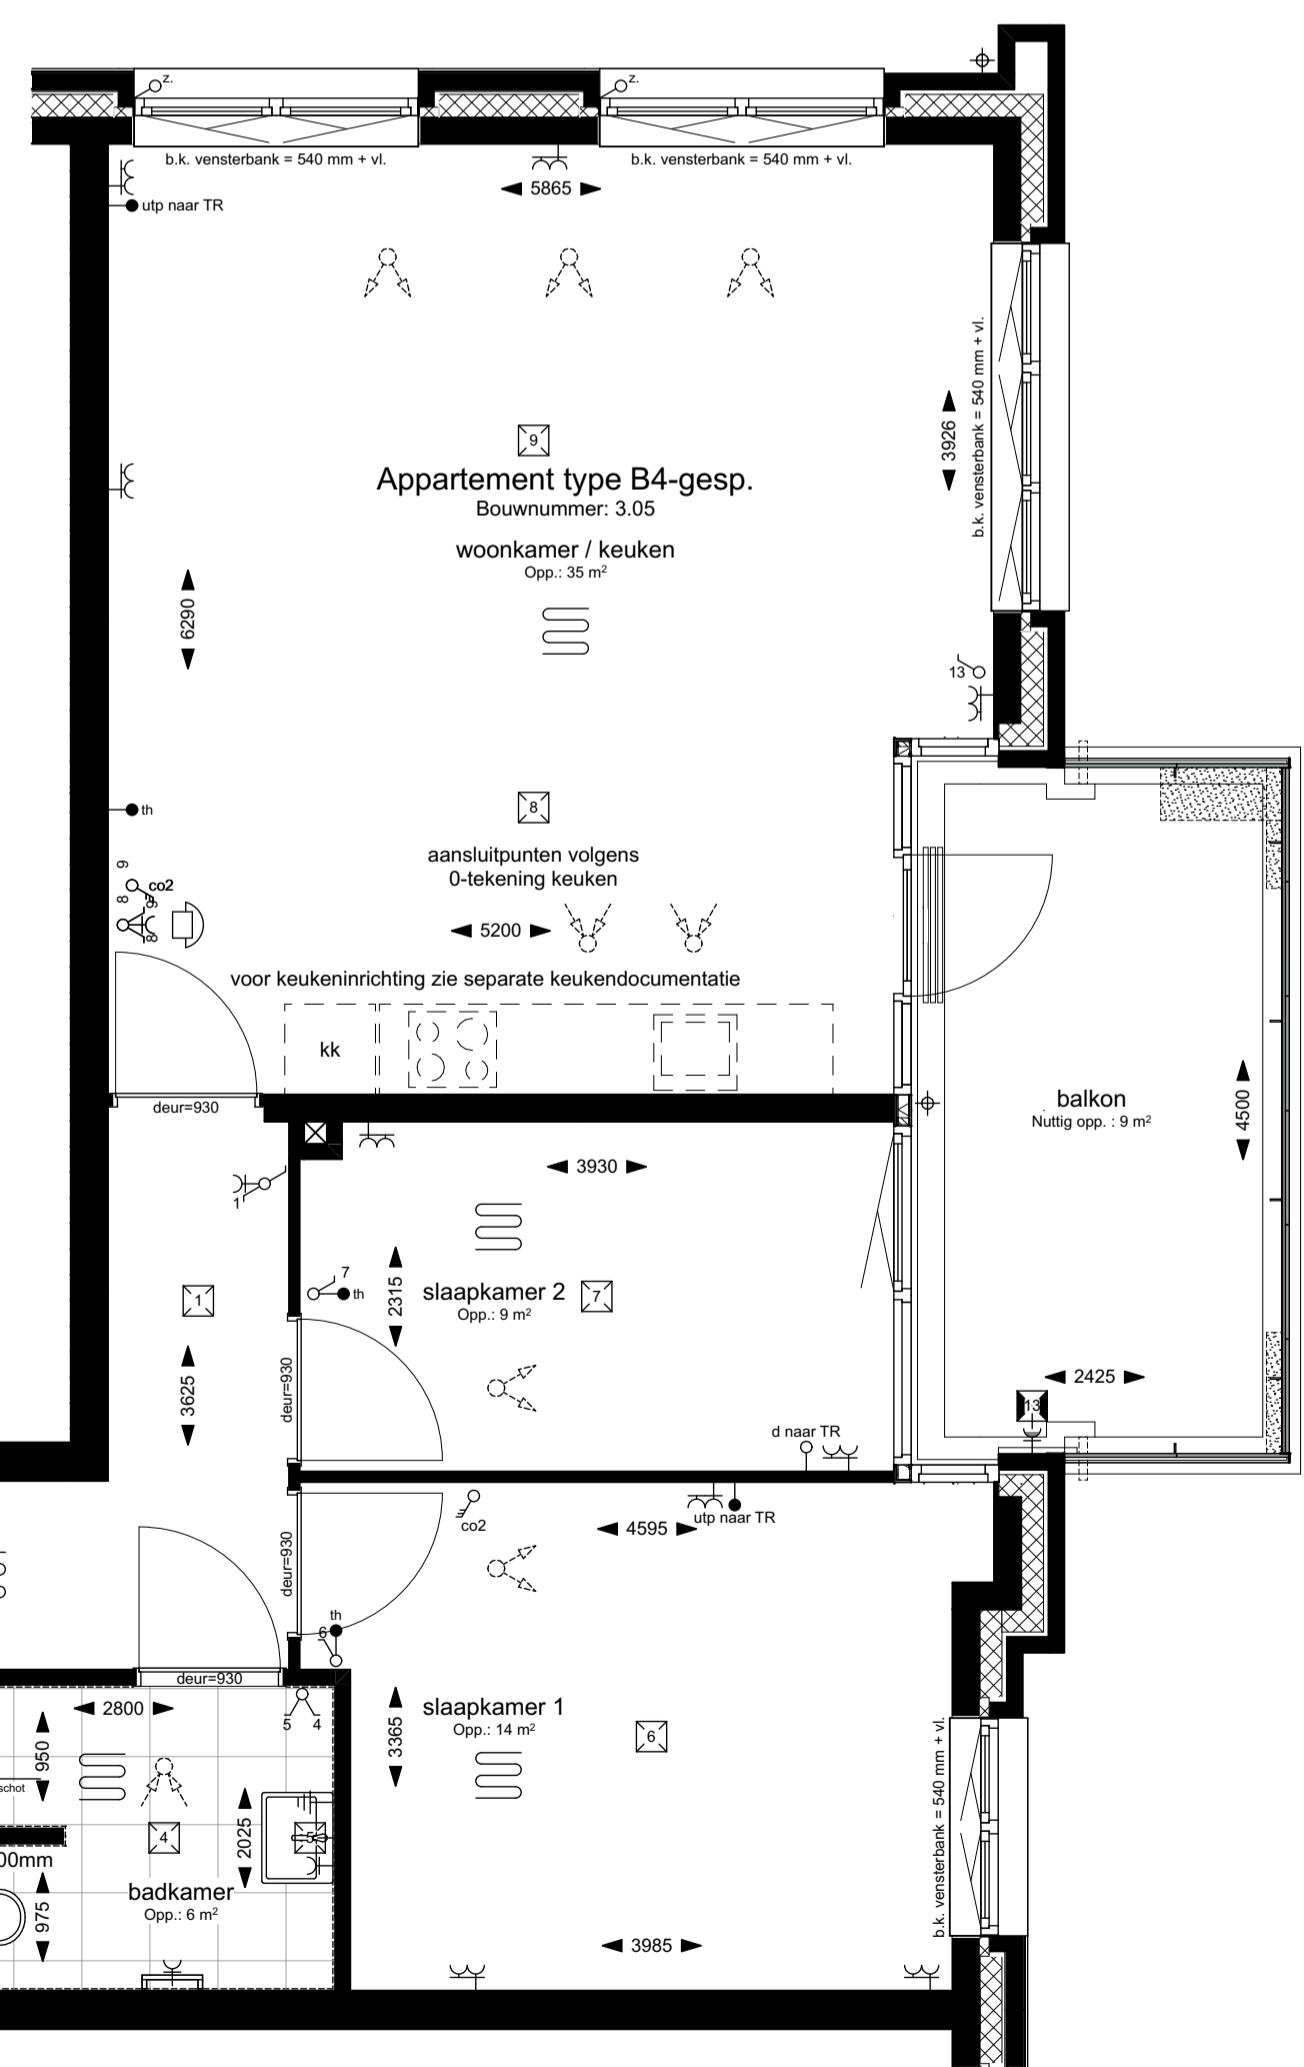 z.
z.
b.k. vensterbank = 540 mm + vl.
b.k. vensterbank = 540 mm + vl.
5865
utp naar TR
b.k. vensterbank = 540 mm + vl.
3926
9
Appartement type B4-gesp.
Bouwnummer: 3.05
woonkamer / keuken
Opp.: 35 m²
6290
13
th
8
aansluitpunten volgens
0-tekening keuken
9
co2
8
9
8
5200
voor keukeninrichting zie separate keukendocumentatie
kk
deur=930
balkon
Nuttig opp. : 9 m²
4500
3930
1
7
th
2315
slaapkamer 2
Opp.: 9 m²
7
1
3625
deur=930
2425
13
d naar TR
utp naar TR
co2
4595
deur=930
th
6
deur=930
2800
5 4
slaapkamer 1
Opp.: 14 m²
6
3365
950
schot
4
5
2025
00mm
badkamer
Opp.: 6 m²
975
b.k. vensterbank = 540 mm + vl.
3985